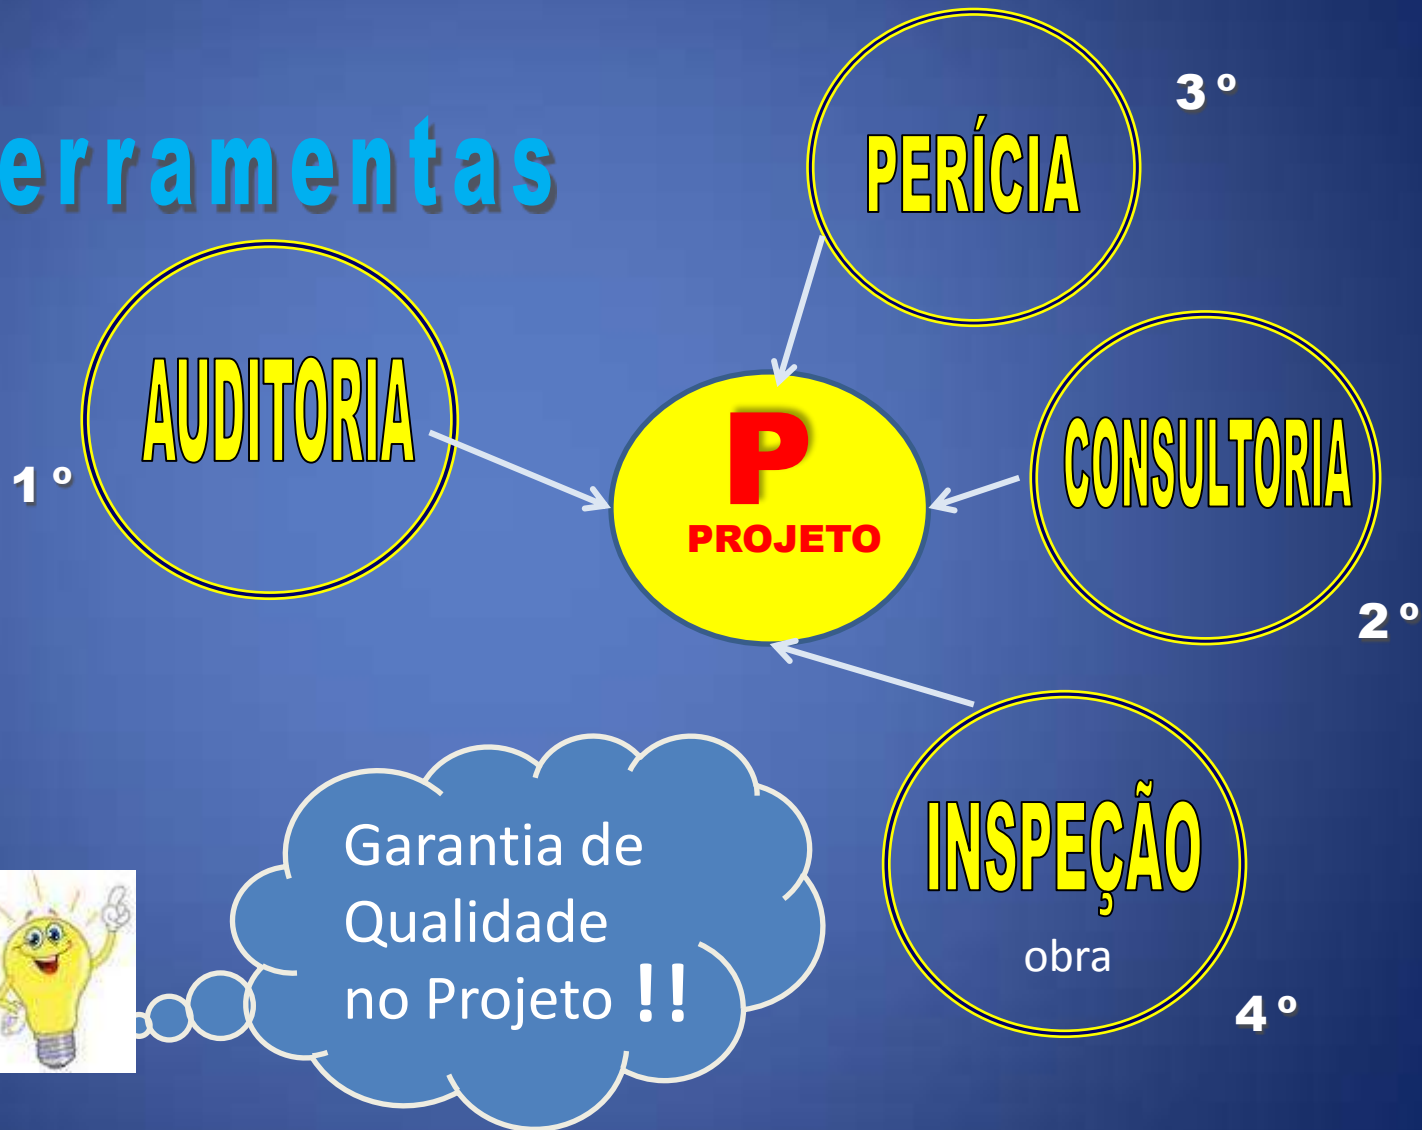 erramentas
3º
PERÍCIA
AUDITORIA
1º
P
PROJETO
CONSULTORIA
2º
INSPEÇÃO
obra
4º
Garantia de
Qualidade
no Projeto !!